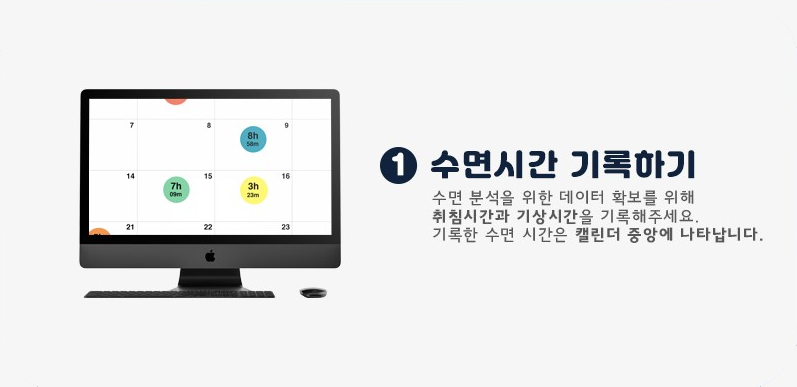 7 8 9
8h
58m
14 15 16
7h
09m
3h
23m
21 22 23
1 수면시간 기록하기
수면 분석을 위한 데이터 확보를 위해
취침시간과 기상시간을 기록해주세요.
기록한 수면 시간은 캘린더 중앙에 나타납니다.